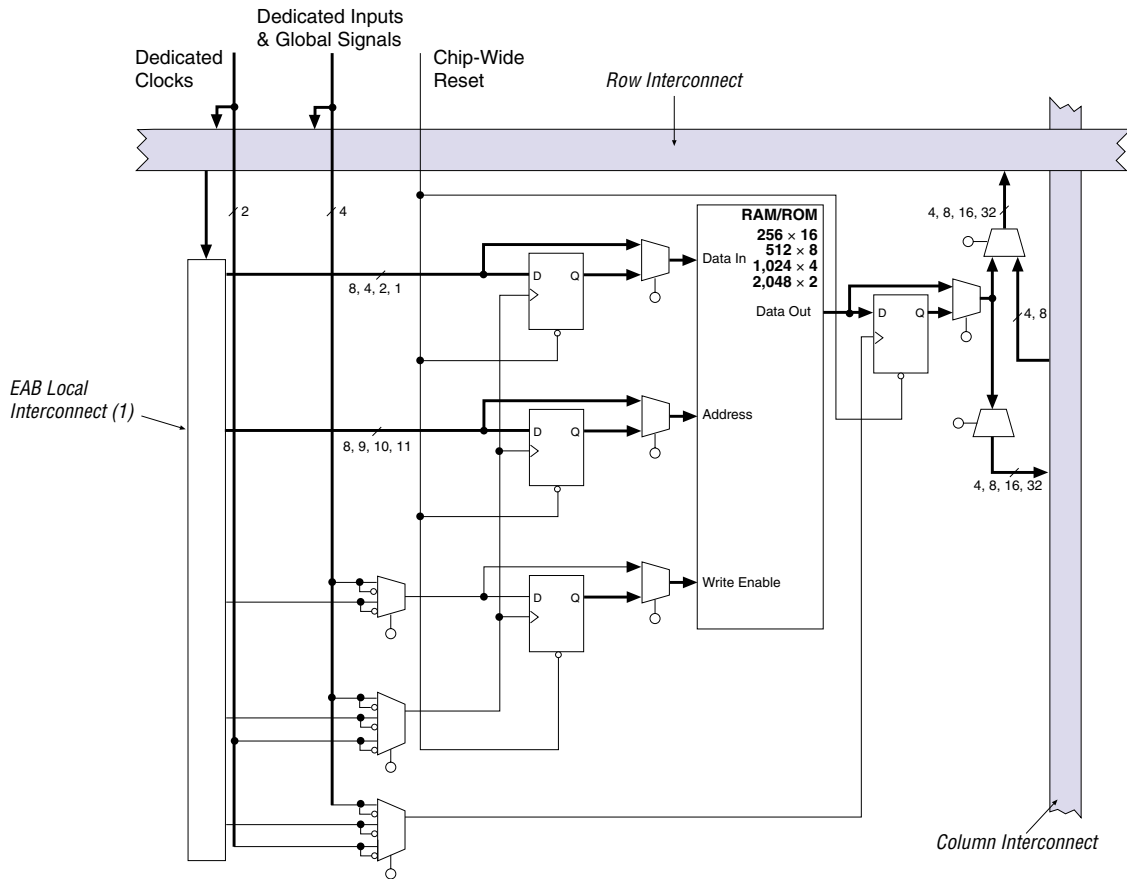 Dedicated Inputs
& Global Signals
Dedicated
Clocks
Chip-Wide
Reset
Row Interconnect
2
4
4, 8, 16, 32
RAM/ROM
256 × 16
512 × 8
1,024 × 4
2,048 × 2
Data In
D
Q
8, 4, 2, 1
Data Out
D
Q
4, 8
EAB Local
Interconnect (1)
Address
D
Q
8, 9, 10, 11
4, 8, 16, 32
Write Enable
D
Q
Column Interconnect